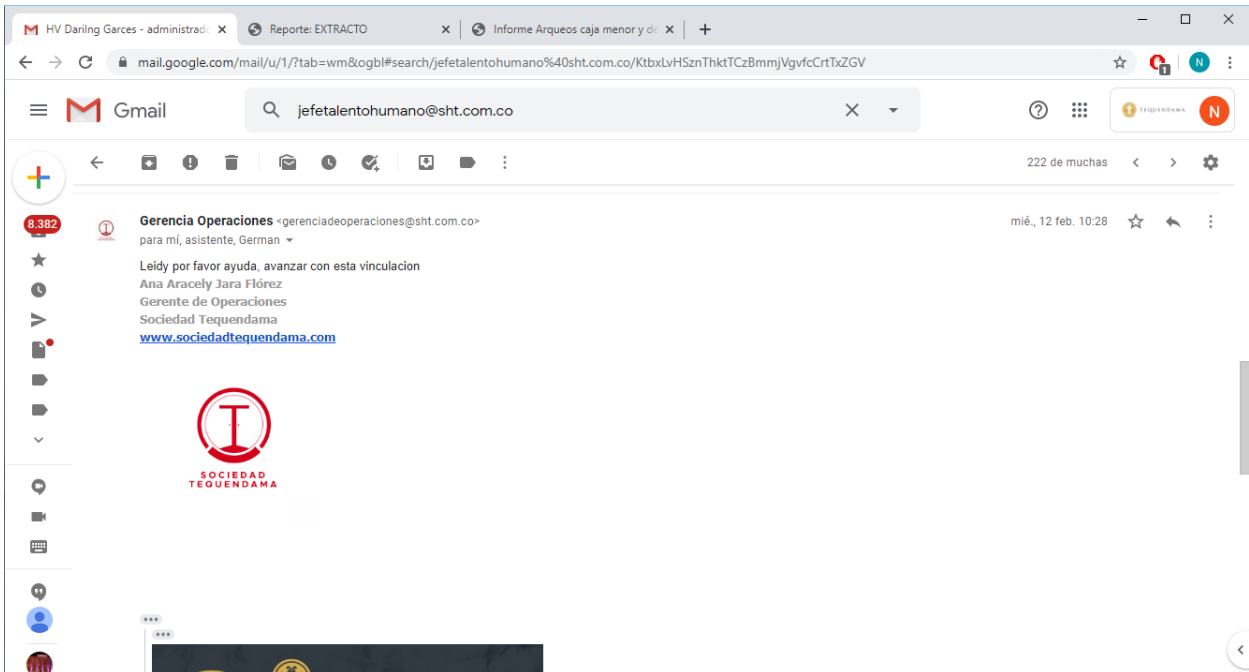 HV Darilng Garces - administrado
Reporte: EXTRACTO
Informe Arqueos caja menor y de
mail.google.com/mail/u/1/?tab=wm&ogbl#search/jefetalentohumano%40sht.com.co/KtbxLvHSznThktTCzBmmjVgvfcCrtTxZGV
1
N
Gmail
jefetalentohumano@sht.com.co
TEQUENDAMA
N
222 de muchas
8.382
Gerencia Operaciones <gerenciadeoperaciones@sht.com.co>
mié., 12 feb. 10:28
para mí, asistente, German
Leidy por favor ayuda, avanzar con esta vinculacion
Ana Aracely Jara Flórez
Gerente de Operaciones
Sociedad Tequendama
www.sociedadtequendama.com
SOCIEDAD
TEQUENDAMA